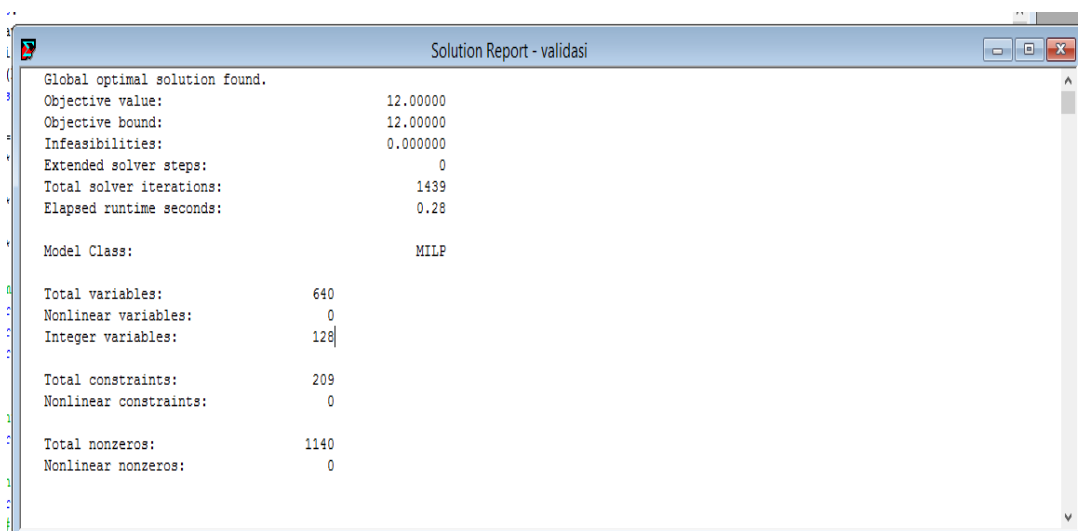 Solution Report - validasi
Global optimal solution found.
Objective value: 12.00000
Objective bound: 12.00000
Infeasibilities: 0.000000
Extended solver steps: 0
Total solver iterations: 1439
Elapsed runtime seconds: 0.28
Model Class: MILP
Total variables: 640
Nonlinear variables: 0
Integer variables: 128
Total constraints: 209
Nonlinear constraints: 0
Total nonzeros: 1140
Nonlinear nonzeros: 0